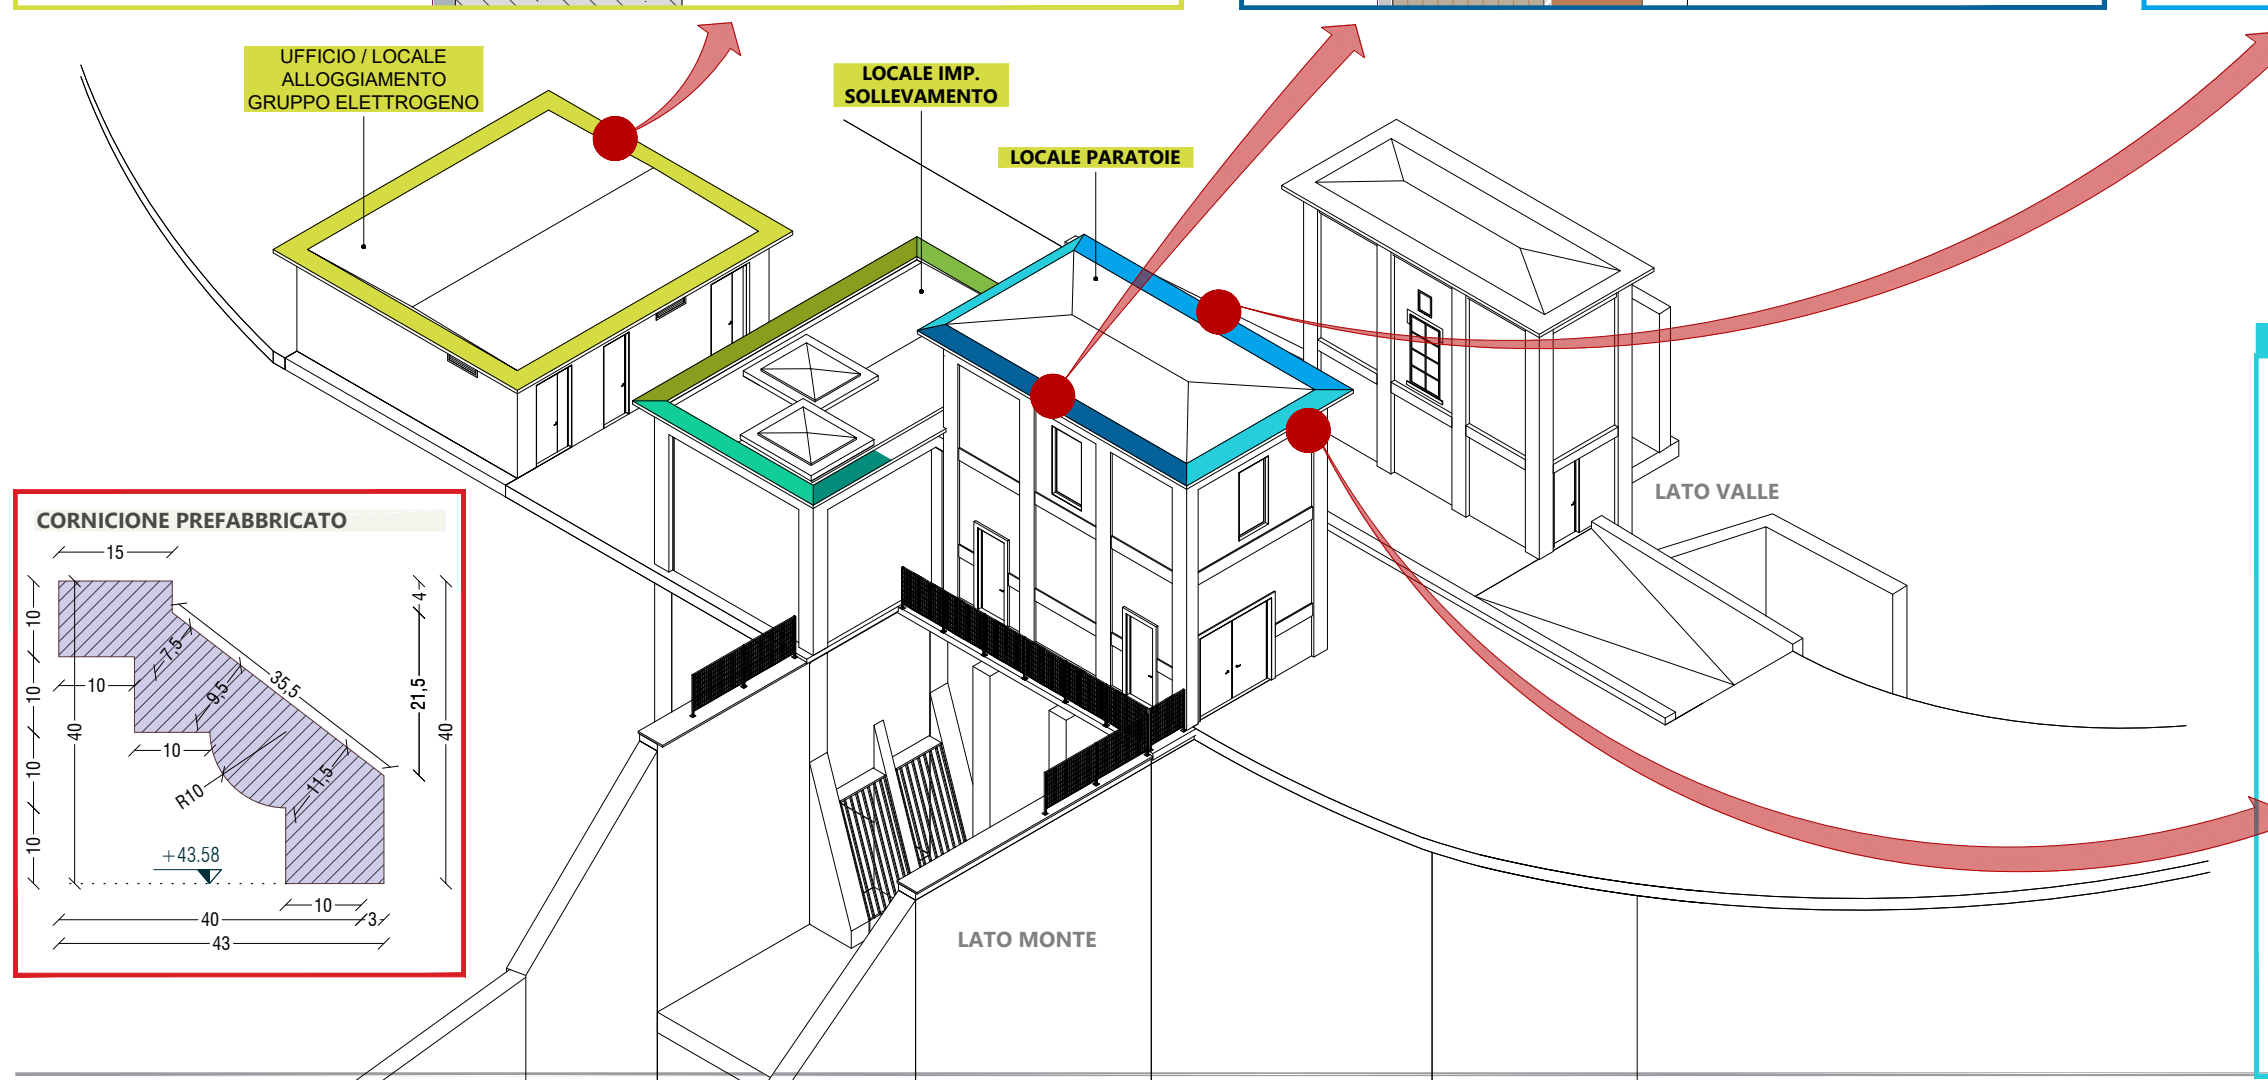 UFFICIO / LOCALE
ALLOGGIAMENTO
GRUPPO ELETTROGENO
LOCALE IMP.
SOLLEVAMENTO
LOCALE PARATOIE
LATO VALLE
LATO MONTE
CORNICIONE PREFABBRICATO
15
10
10
10
10
40
10
10
7,5
9,5
35,5
11,5
R10
4
21,5
40
+43.58
10
40
3
43